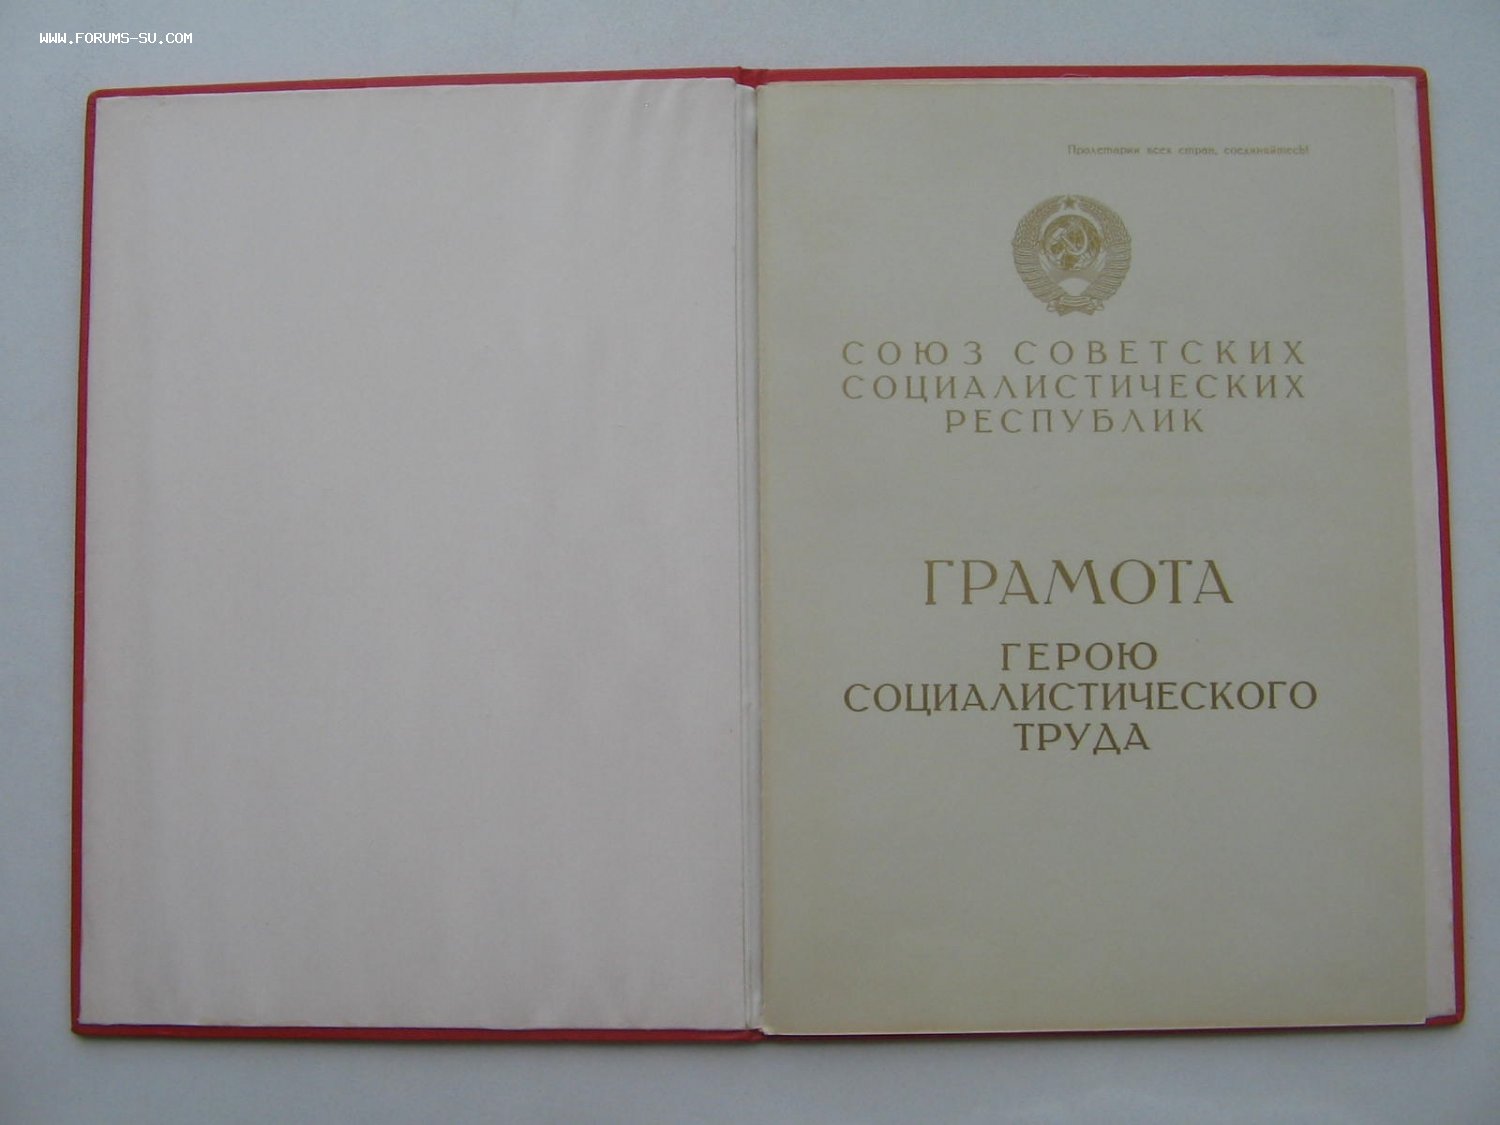 WWW.FORUMS-SU.COM
Пролетарии всех стран, соединяйтесь!
СОЮЗ СОВЕТСКИХ
СОЦИАЛИСТИЧЕСКИХ
РЕСПУБЛИК
ГРАМОТА
ГЕРОЮ
СОЦИАЛИСТИЧЕСКОГО
ТРУДА